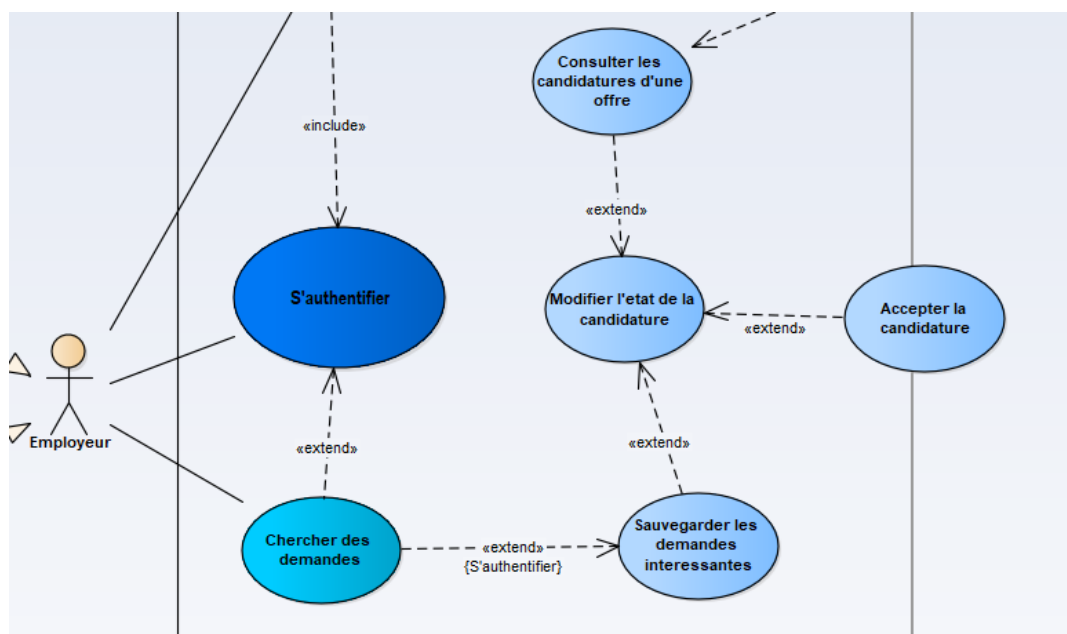 Consulter les
candidatures d'une
offre
«include»
«extend»
S'authentifier
Modifier l'etat de la
candidature
«extend»
Accepter la
candidature
Employeur
«extend»
«extend»
Chercher des
demandes
«extend»
{S'authentifier}
Sauvegarder les
demandes
interessantes